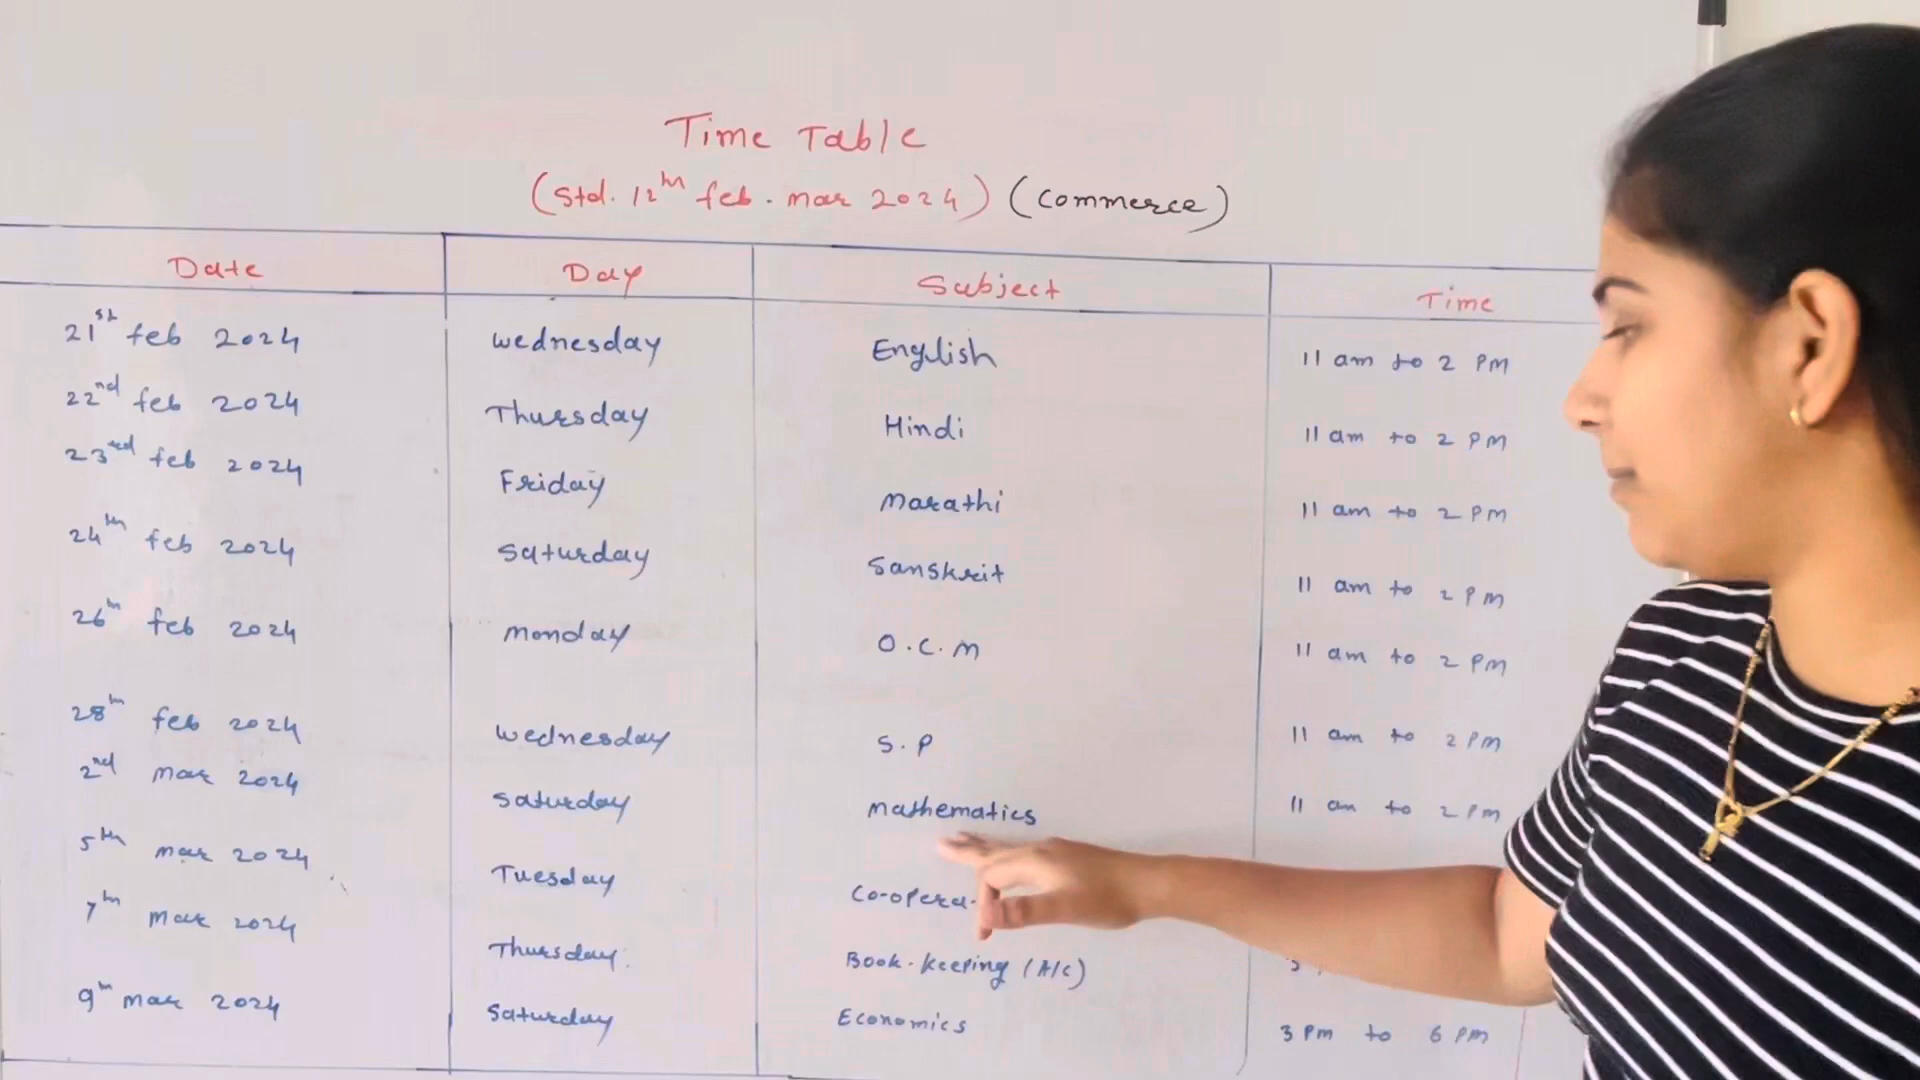 Time Table
(Std. 12th feb. mar 2024) (Commerce)
Date Day Subject Time
21st feb 2024 wednesday English 11 am to 2 PM
22nd feb 2024 Thursday Hindi 11 am to 2 PM
23rd feb 2024 Friday marathi 11 am to 2 PM
24th feb 2024 Saturday Sanskrit 11 am to 2 PM
26th feb 2024 monday O.C.M 11 am to 2 PM
28th feb 2024 wednesday S.P 11 am to 2 PM
2nd mar 2024 Saturday mathematics 11 am to 2 PM
5th mar 2024 Tuesday Co-opera-
7th mar 2024 Thursday. Book-keeping (A/c)
9th mar 2024 Saturday Economics 3 PM to 6 PM